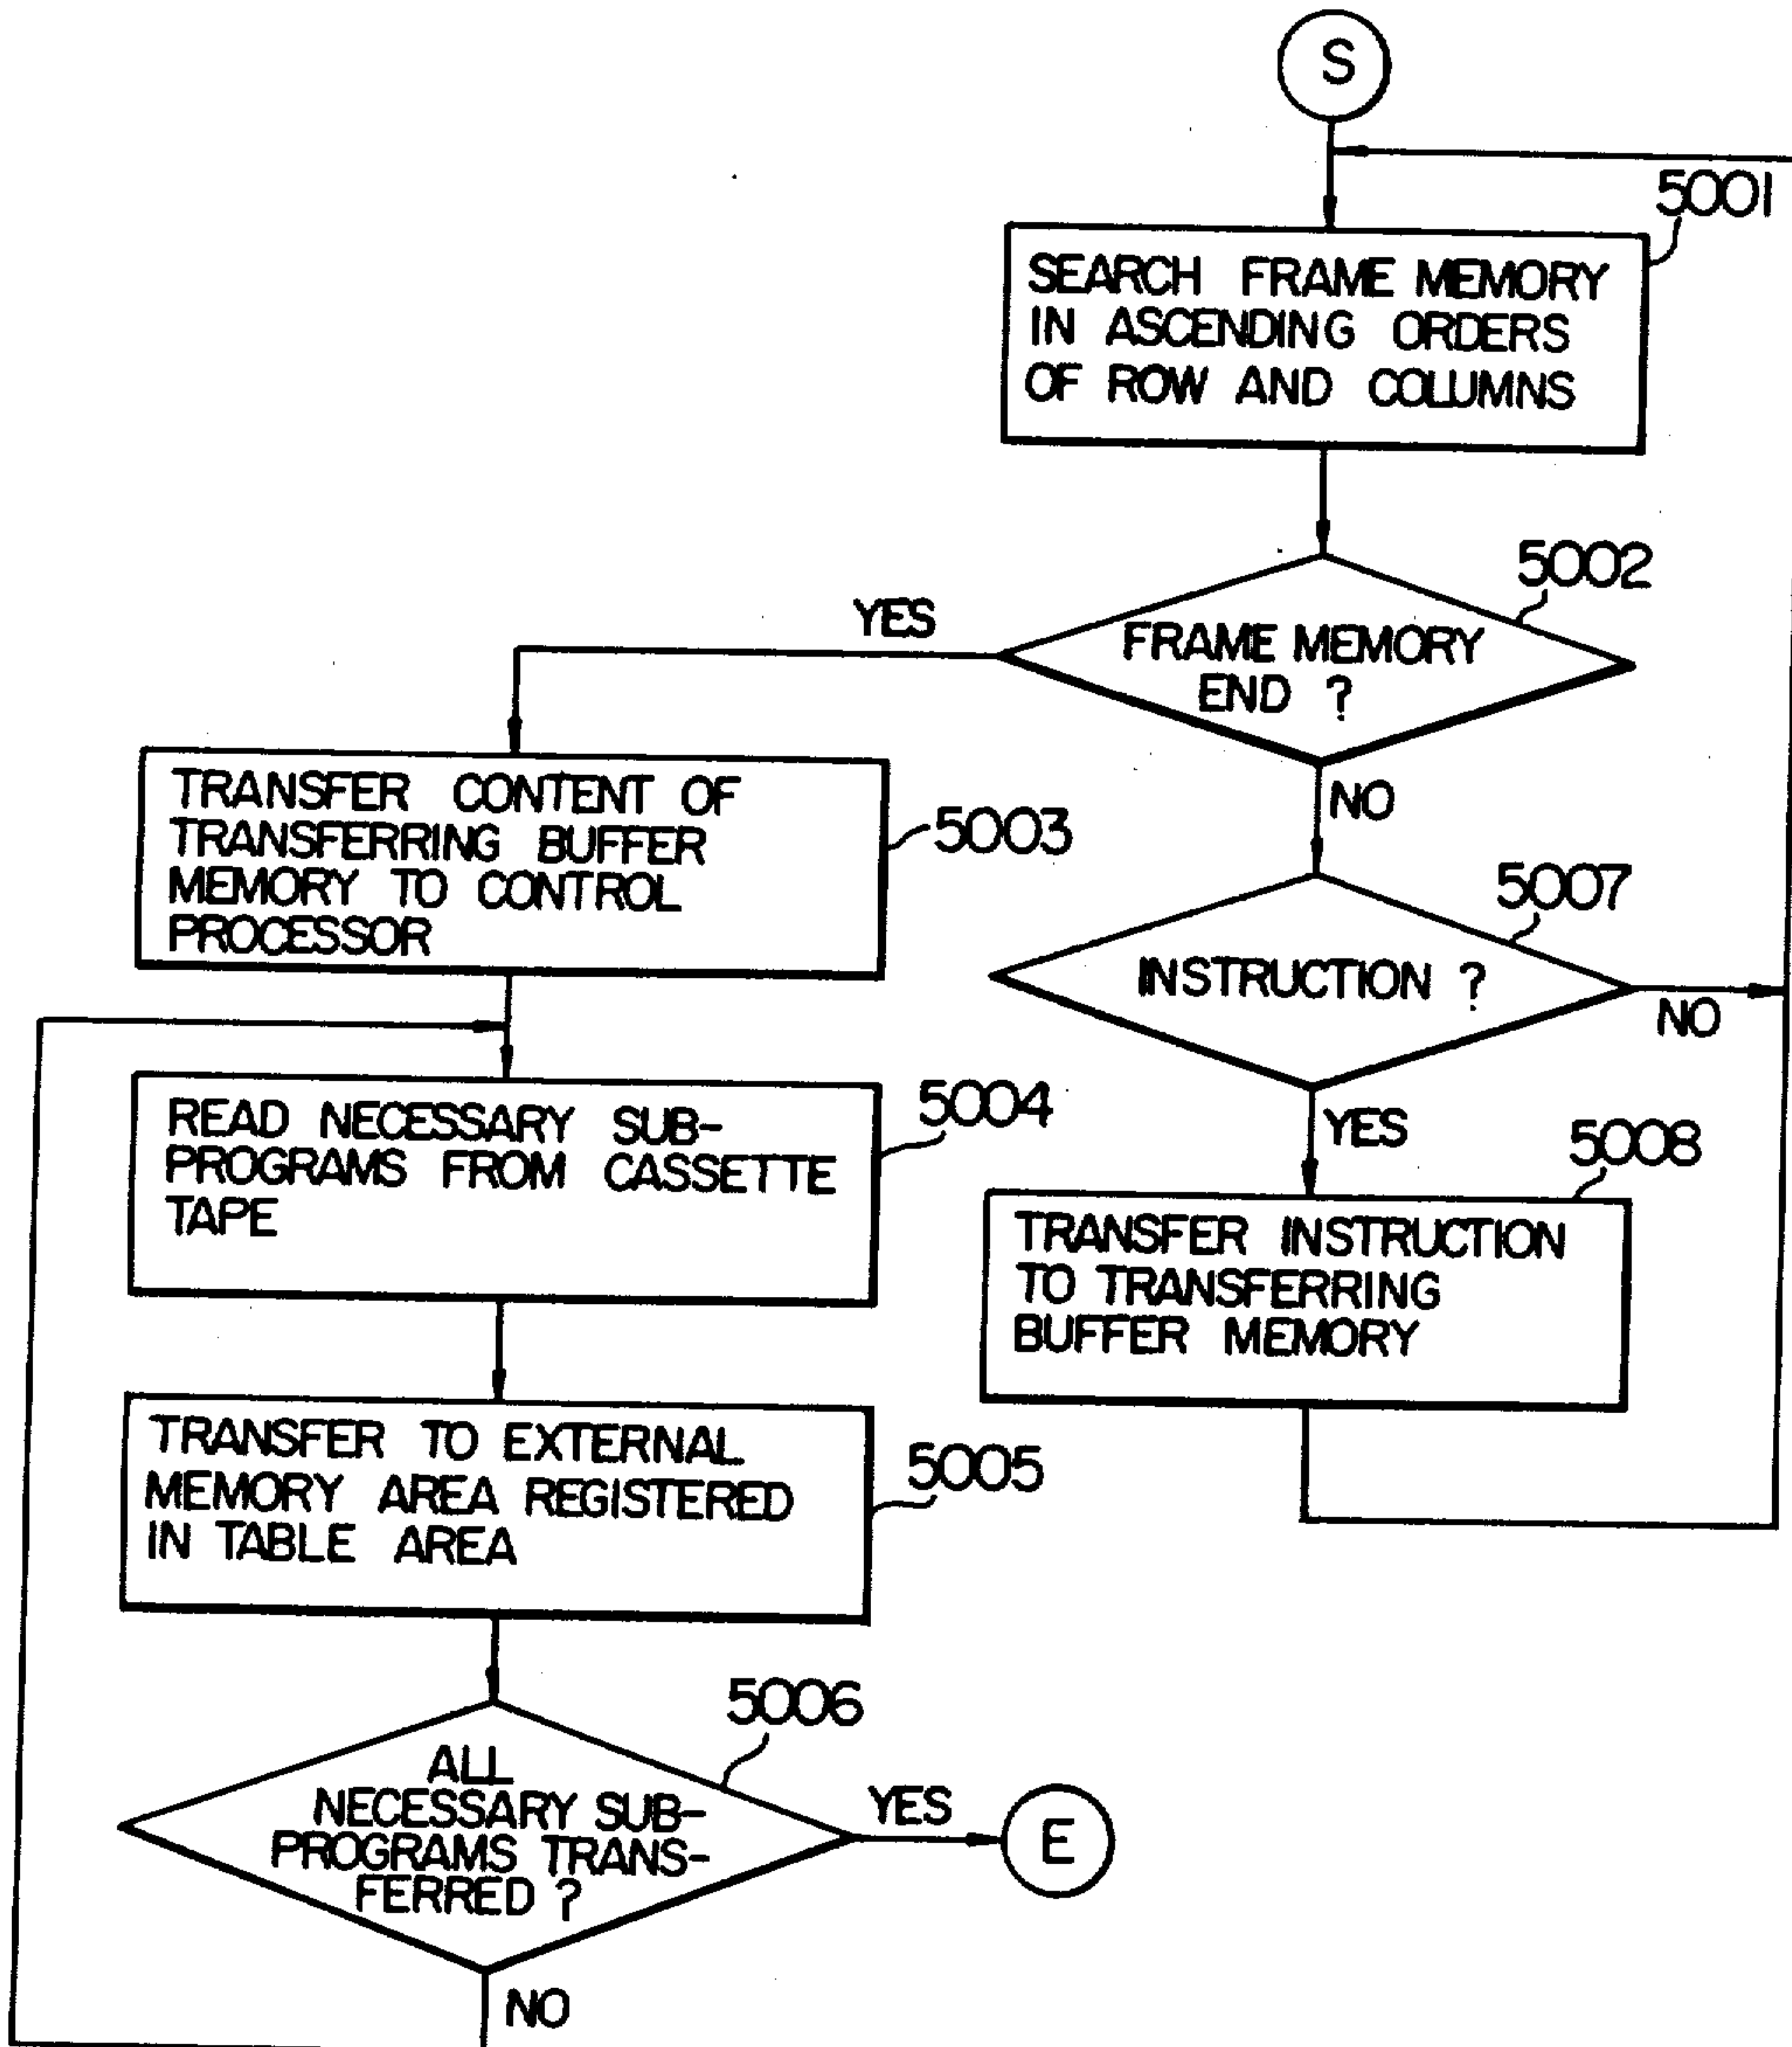 S
5001
SEARCH FRAME MEMORY
IN ASCENDING ORDERS
OF ROW AND COLUMNS
5002
FRAME MEMORY
END ?
YES
NO
TRANSFER CONTENT OF
TRANSFERRING BUFFER
MEMORY TO CONTROL
PROCESSOR
5003
5007
INSTRUCTION ?
NO
YES
READ NECESSARY SUB-
PROGRAMS FROM CASSETTE
TAPE
5004
5008
TRANSFER INSTRUCTION
TO TRANSFERRING
BUFFER MEMORY
TRANSFER TO EXTERNAL
MEMORY AREA REGISTERED
IN TABLE AREA
5005
5006
ALL
NECESSARY SUB-
PROGRAMS TRANS-
FERRED ?
YES
E
NO